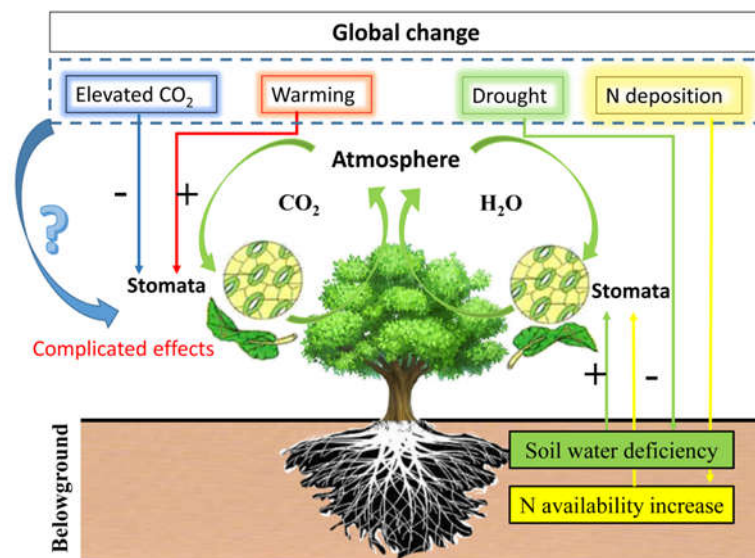 Global change
Elevated CO₂
Warming
Drought
N deposition
Atmosphere
CO₂
H₂O
-
+
?
Stomata
Stomata
Complicated effects
+
-
Soil water deficiency
N availability increase
Belowground